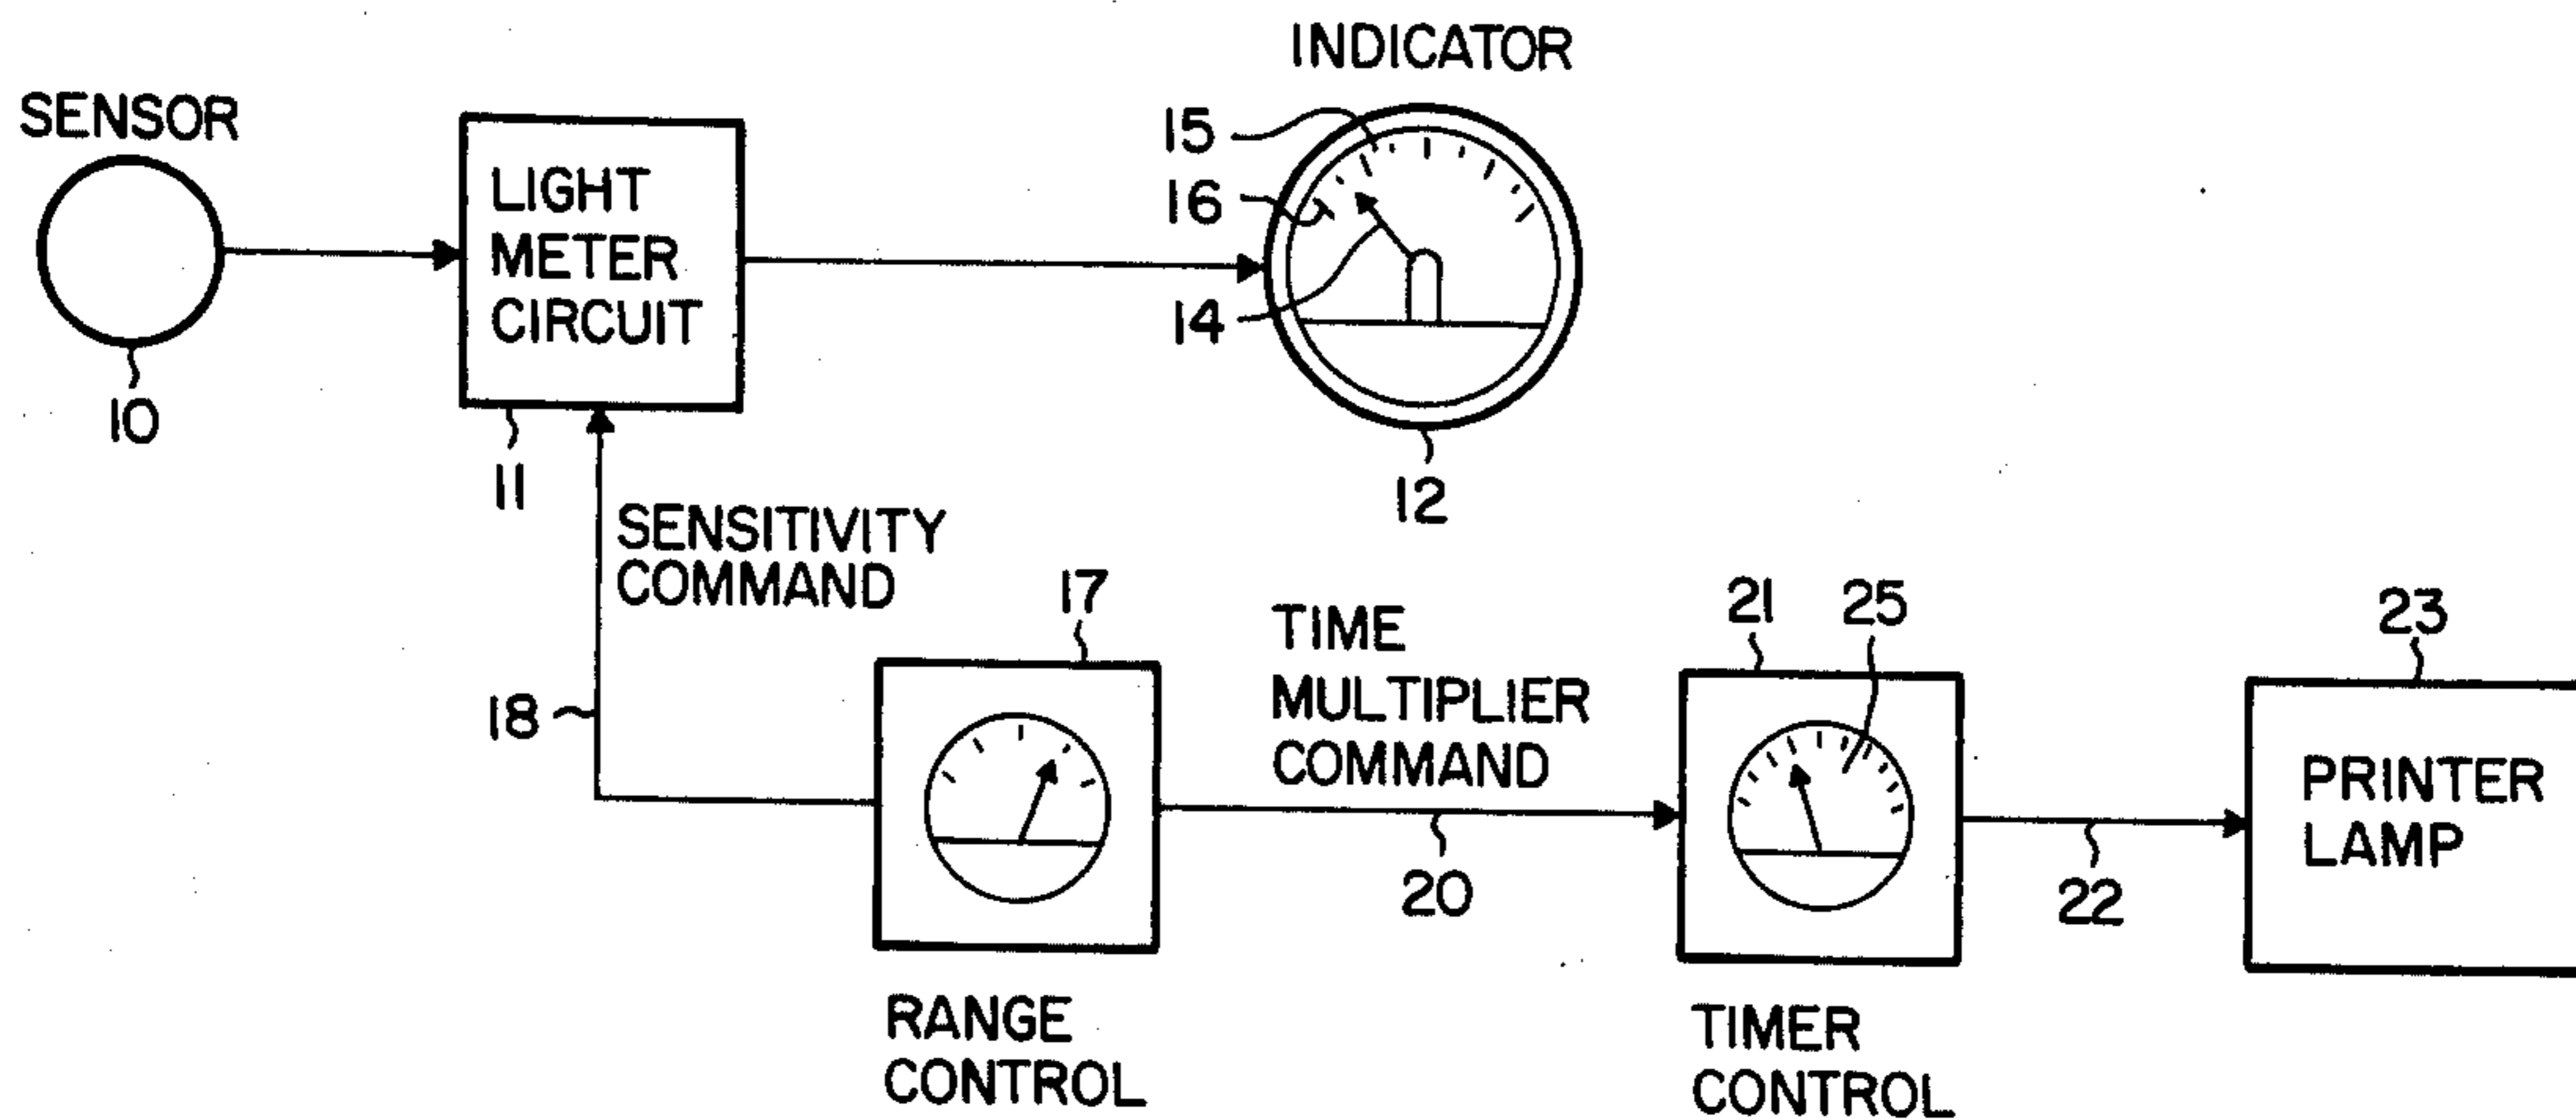 INDICATOR
SENSOR
15
LIGHT
METER
CIRCUIT
16
14
10
11
12
SENSITIVITY
COMMAND
18
17
TIME
MULTIPLIER
COMMAND
20
21
25
22
23
PRINTER
LAMP
RANGE
CONTROL
TIMER
CONTROL